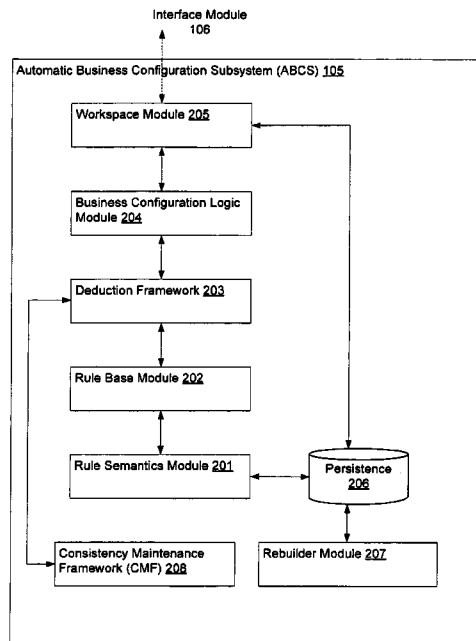 Interface Module
106
Automatic Business Configuration Subsystem (ABCS) 105
Workspace Module 205
Business Configuration Logic
Module 204
Deduction Framework 203
Rule Base Module 202
Rule Semantics Module 201
Persistence
206
Consistency Maintenance
Framework (CMF) 208
Rebuilder Module 207